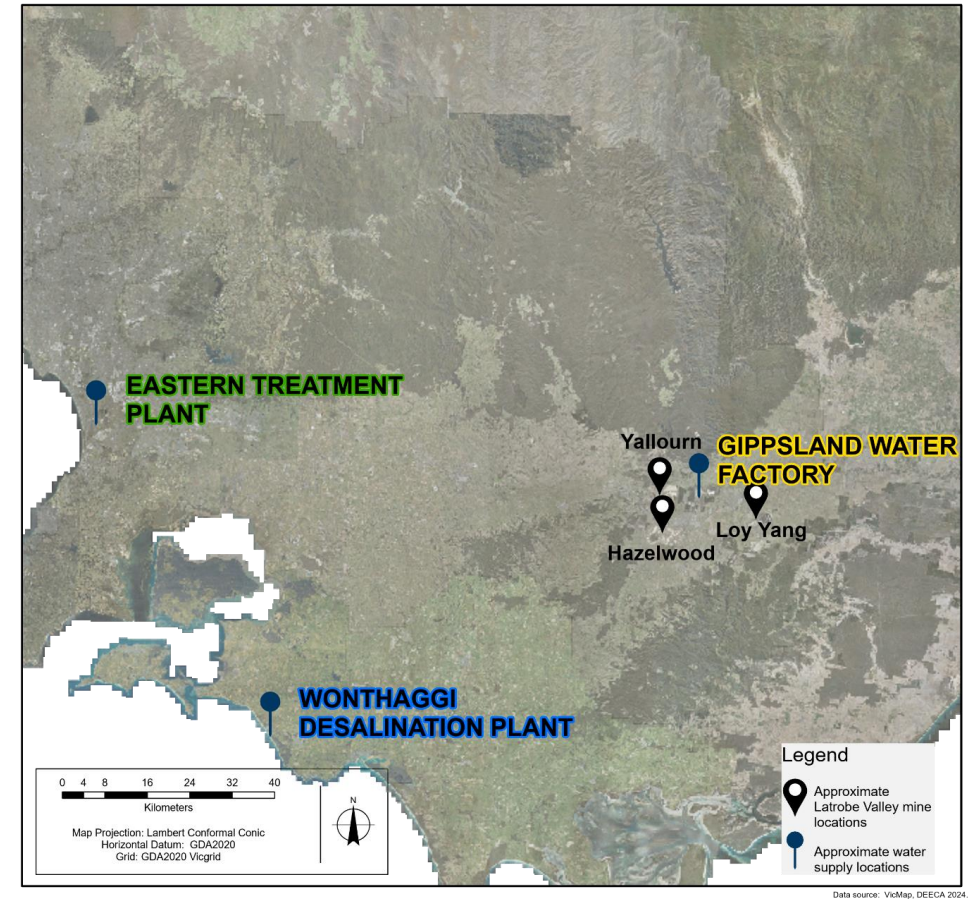 EASTERN TREATMENT
PLANT
Yallourn
GIPPSLAND WATER
FACTORY
Loy Yang
Hazelwood
WONTHAGGI
DESALINATION PLANT
Legend
Approximate
Latrobe Valley mine
locations
Approximate water
supply locations
0 4 8 16 24 32 40
Kilometers
Map Projection: Lambert Conformal Conic
Horizontal Datum: GDA2020
Grid: GDA2020 Vicgrid
N
Data source: VicMap, DEECA 2024.